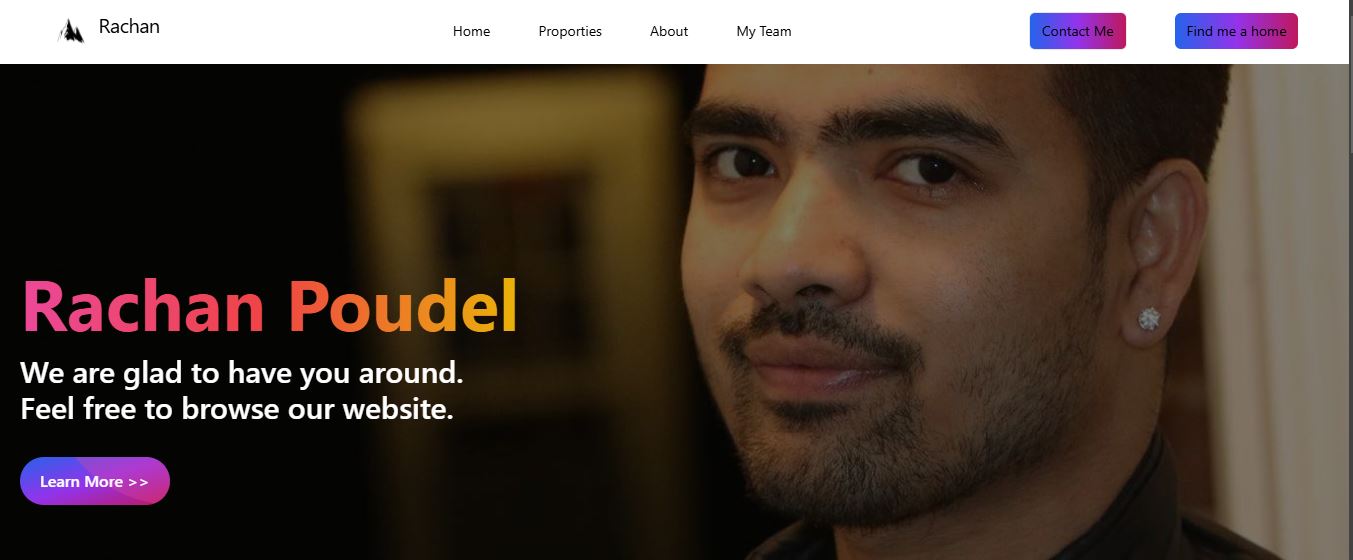 Rachan
Home
Proporties
About
My Team
Contact Me
Find me a home
Rachan Poudel
We are glad to have you around.
Feel free to browse our website.
Learn More >>